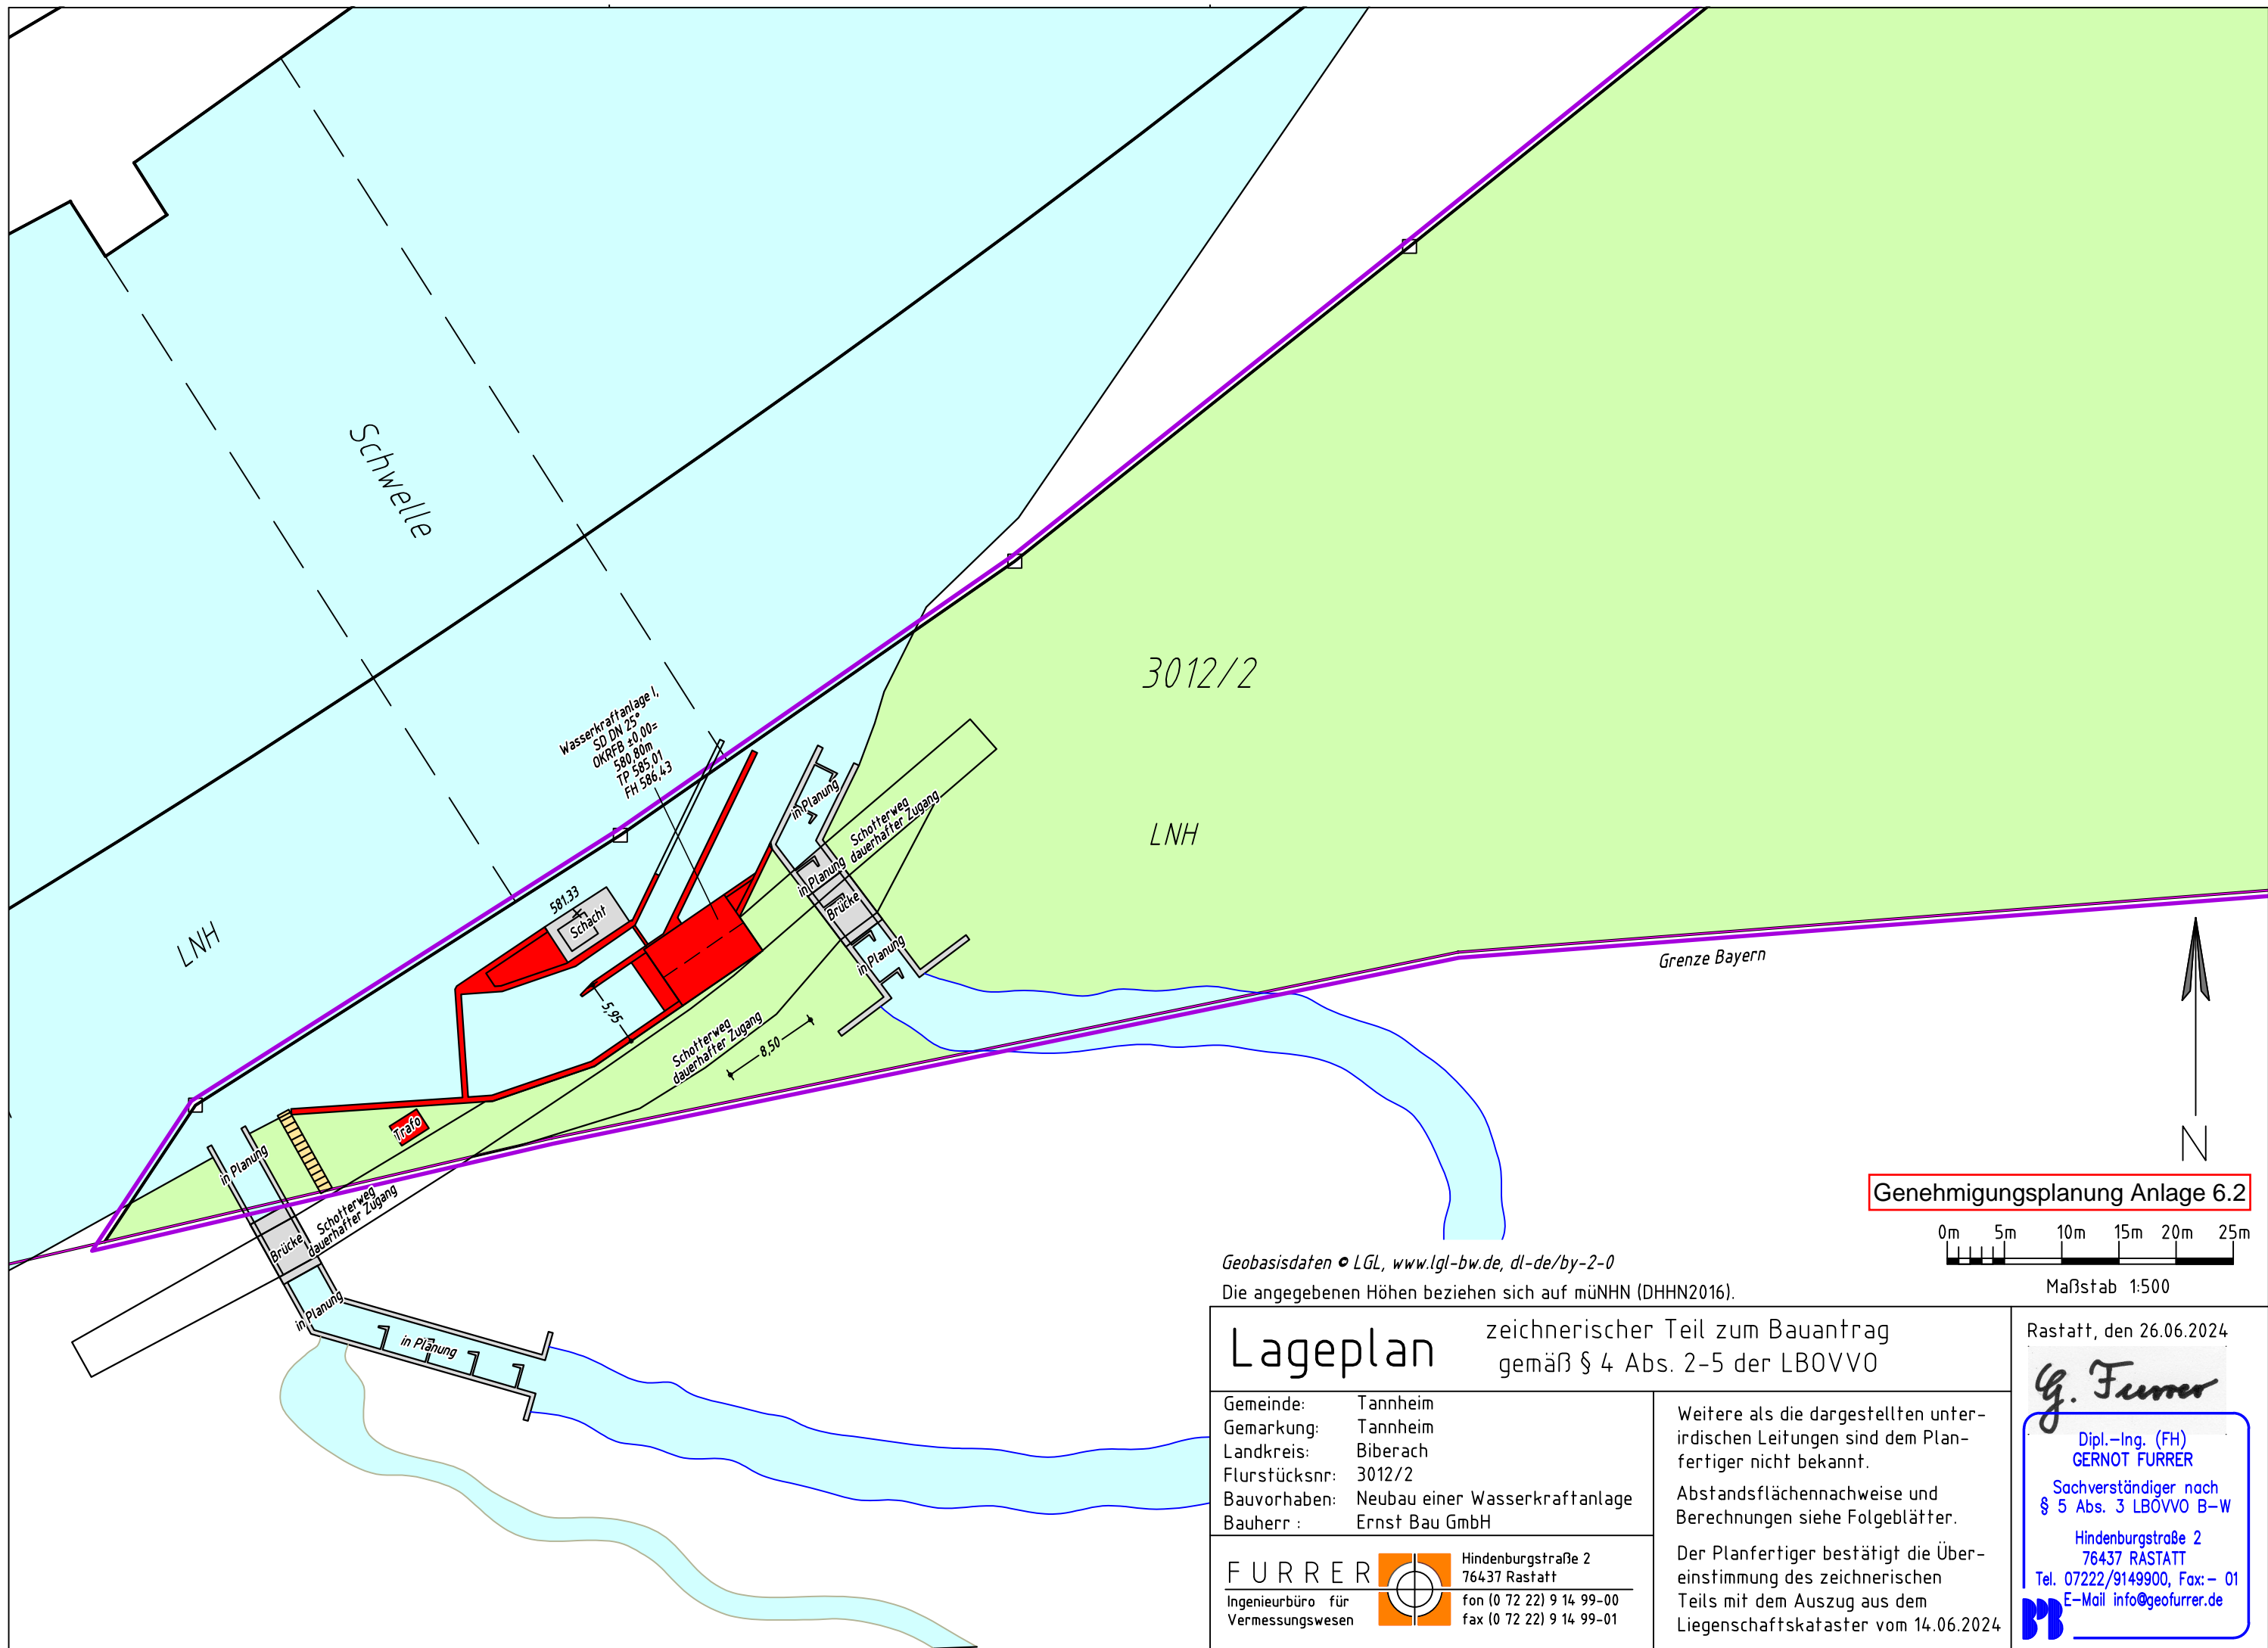 Schwelle
3012/2
LNH
LNH
Wasserkraftanlage I,
SD DN 25°
OKRFB ±0,00=
580,80m
TP 585,01
FH 586,43
581.33
Schacht
5,95
8,50
Trafo
in Planung
Schotterweg
dauerhafter Zugang
in Planung
Brücke
in Planung
Schotterweg
dauerhafter Zugang
in Planung
Schotterweg
dauerhafter Zugang
Brücke
in Planung
in Planung
Grenze Bayern
N
Genehmigungsplanung Anlage 6.2
0m 5m 10m 15m 20m 25m
Maßstab 1:500
Geobasisdaten © LGL, www.lgl-bw.de, dl-de/by-2-0
Die angegebenen Höhen beziehen sich auf müNHN (DHHN2016).
Lageplan
zeichnerischer Teil zum Bauantrag
gemäß § 4 Abs. 2-5 der LBOVVO
Gemeinde: Tannheim
Gemarkung: Tannheim
Landkreis: Biberach
Flurstücksnr: 3012/2
Bauvorhaben: Neubau einer Wasserkraftanlage
Bauherr : Ernst Bau GmbH
FURRER
Ingenieurbüro für
Vermessungswesen
Hindenburgstraße 2
76437 Rastatt
fon (0 72 22) 9 14 99-00
fax (0 72 22) 9 14 99-01
Weitere als die dargestellten unter-
irdischen Leitungen sind dem Plan-
fertiger nicht bekannt.
Abstandsflächennachweise und
Berechnungen siehe Folgeblätter.
Der Planfertiger bestätigt die Über-
einstimmung des zeichnerischen
Teils mit dem Auszug aus dem
Liegenschaftskataster vom 14.06.2024
Rastatt, den 26.06.2024
G. Furrer
Dipl.-Ing. (FH)
GERNOT FURRER
Sachverständiger nach
§ 5 Abs. 3 LBOVVO B-W
Hindenburgstraße 2
76437 RASTATT
Tel. 07222/9149900, Fax:- 01
E-Mail info@geofurrer.de